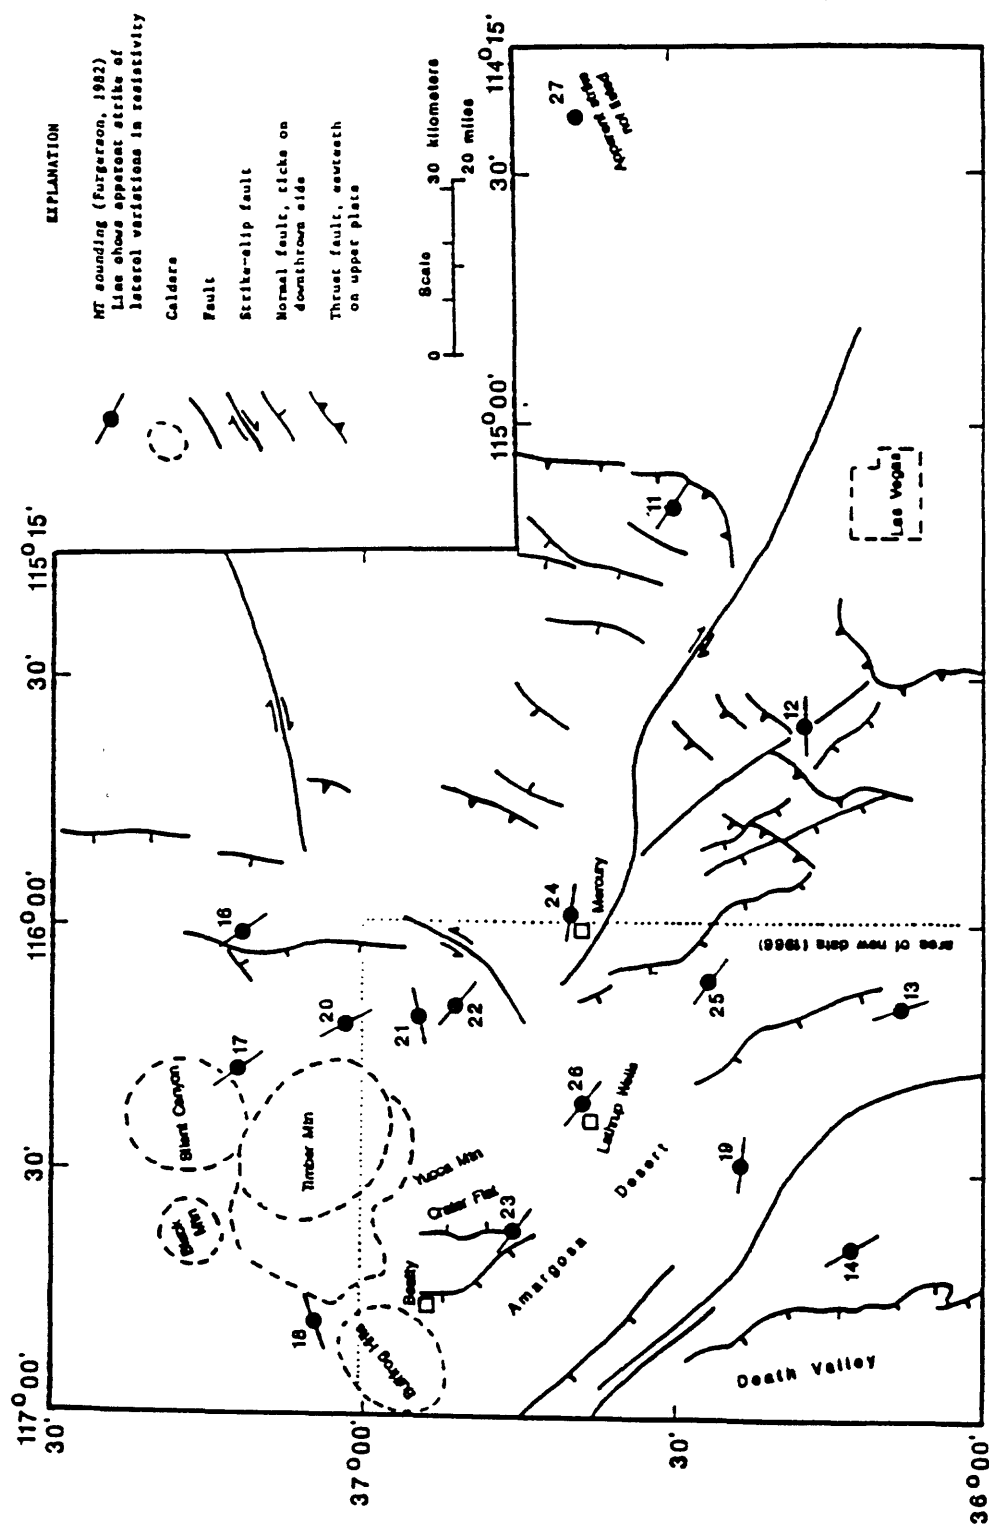 EXPLANATION
MT sounding (Furgerson, 1982)
Line shows apparent strike of
lateral variations in resistivity
Caldera
Fault
Strike-slip fault
Normal fault, ticks on
downthrown side
Thrust fault, sawteeth
on upper plate
Scale
0
30 kilometers
20 miles
117°00'
30'
116°00'
30'
115°15'
115°00'
30'
114°15'
30'
37°00'
30'
36°00'
Silent Canyon
Black
Mtn
Timber Mtn
Bullfrog Hills
Yucca Mtn
Crater Flat
Beatty
Amargosa
Desert
Lathrop Wells
Death Valley
Mercury
Las Vegas
area of new data (1966)
11
12
13
14
16
17
18
19
20
21
22
23
24
25
26
27
Apparent strike
not listed